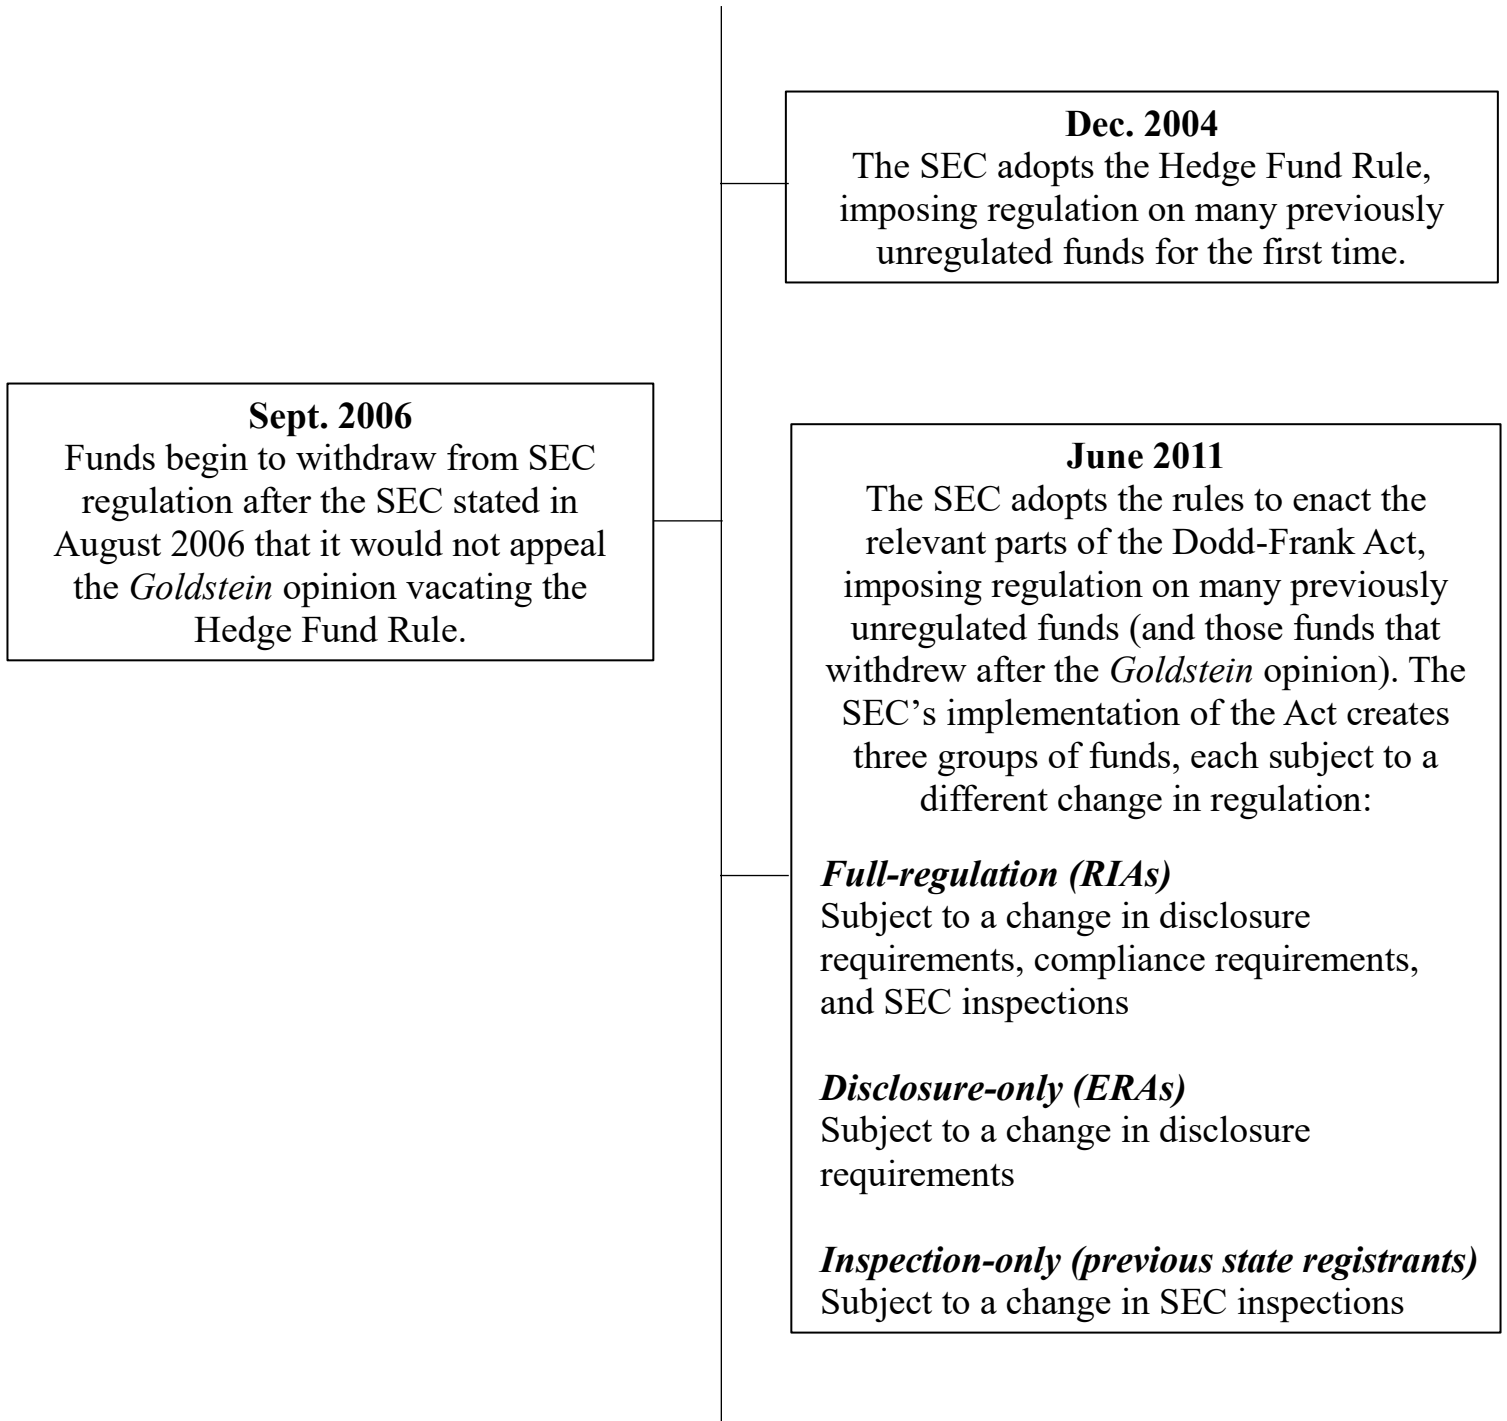 Dec. 2004
The SEC adopts the Hedge Fund Rule,
imposing regulation on many previously
unregulated funds for the first time.
Sept. 2006
Funds begin to withdraw from SEC
regulation after the SEC stated in
August 2006 that it would not appeal
the Goldstein opinion vacating the
Hedge Fund Rule.
June 2011
The SEC adopts the rules to enact the
relevant parts of the Dodd-Frank Act,
imposing regulation on many previously
unregulated funds (and those funds that
withdrew after the Goldstein opinion). The
SEC’s implementation of the Act creates
three groups of funds, each subject to a
different change in regulation:
Full-regulation (RIAs)
Subject to a change in disclosure
requirements, compliance requirements,
and SEC inspections
Disclosure-only (ERAs)
Subject to a change in disclosure
requirements
Inspection-only (previous state registrants)
Subject to a change in SEC inspections